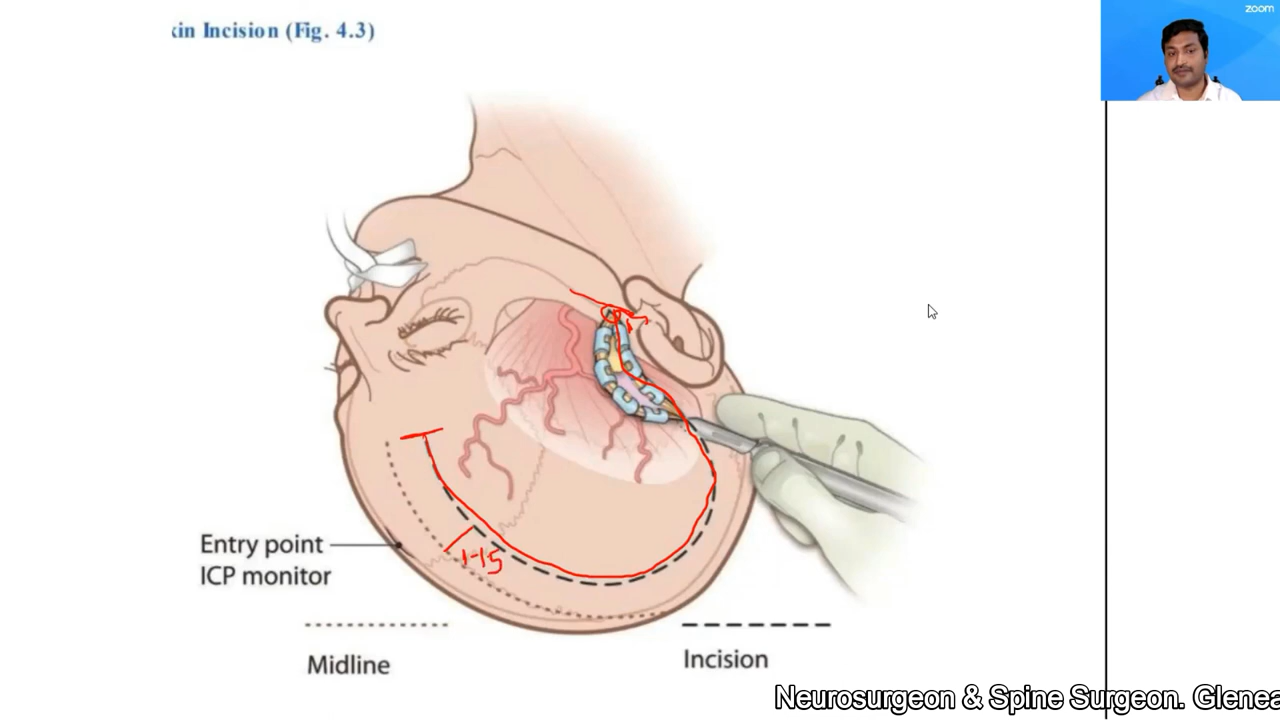 kin Incision (Fig. 4.3)
zoom
1-15
Entry point
ICP monitor
Midline
Incision
Neurosurgeon & Spine Surgeon. Glenea